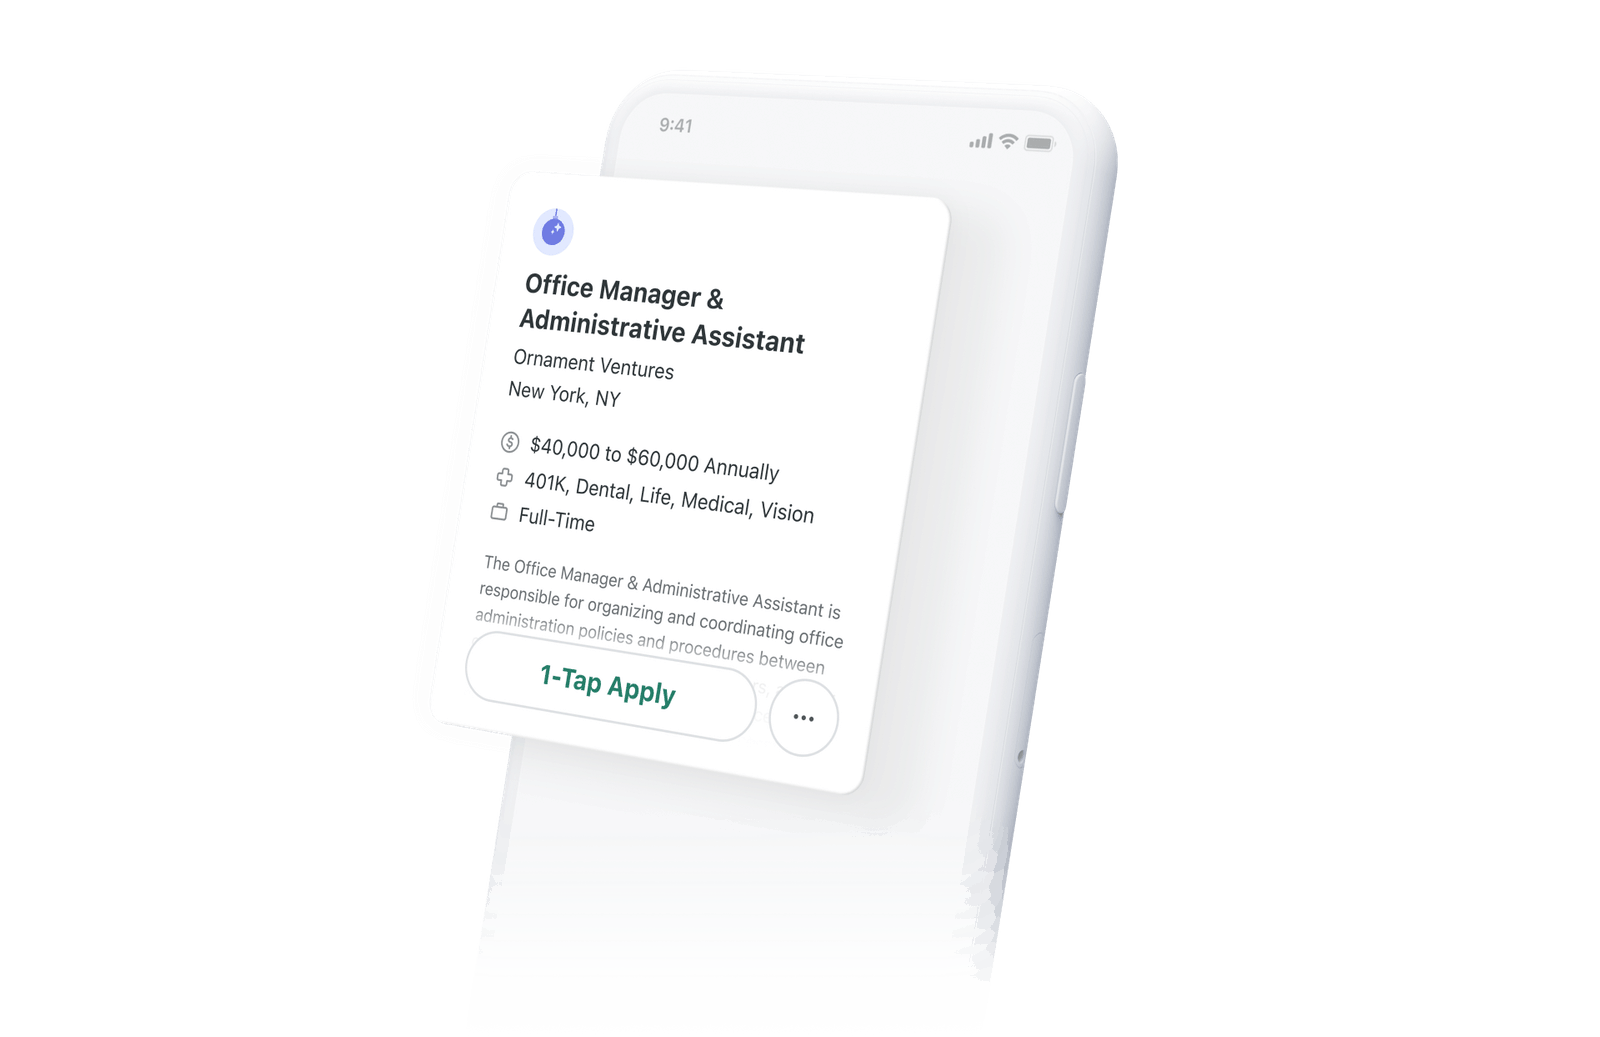 9:41
Office Manager &
Administrative Assistant
Ornament Ventures
New York, NY
$40,000 to $60,000 Annually
401K, Dental, Life, Medical, Vision
Full-Time
The Office Manager & Administrative Assistant is
responsible for organizing and coordinating office
administration policies and procedures between
1-Tap Apply